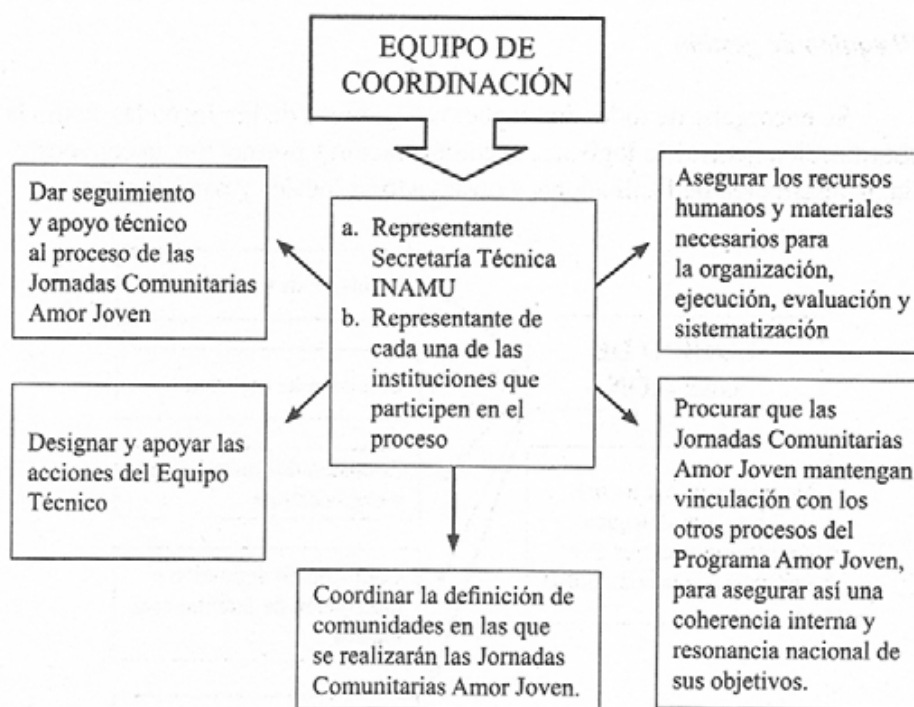 EQUIPO DE
COORDINACIÓN
Dar seguimiento
y apoyo técnico
al proceso de las
Jornadas Comunitarias
Amor Joven
a. Representante
Secretaría Técnica
INAMU
b. Representante de
cada una de las
instituciones que
participen en el
proceso
Asegurar los recursos
humanos y materiales
necesarios para
la organización,
ejecución, evaluación y
sistematización
Designar y apoyar las
acciones del Equipo
Técnico
Procurar que las
Jornadas Comunitarias
Amor Joven mantengan
vinculación con los
otros procesos del
Programa Amor Joven,
para asegurar así una
coherencia interna y
resonancia nacional de
sus objetivos.
Coordinar la definición de
comunidades en las que
se realizarán las Jornadas
Comunitarias Amor Joven.